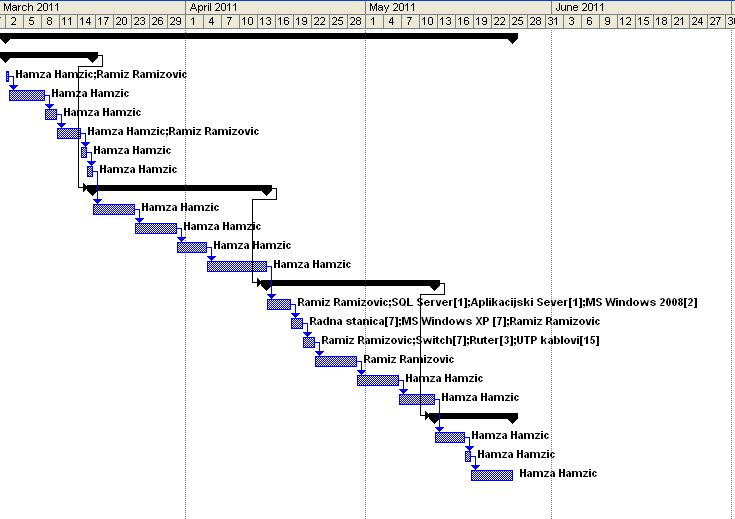 March 2011 April 2011 May 2011 June 2011
2 5 8 11 14 17 20 23 26 29 1 4 7 10 13 16 19 22 25 28 1 4 7 10 13 16 19 22 25 28 31 3 6 9 12 15 18 21 24 27 30
Hamza Hamzic;Ramiz Ramizovic
Hamza Hamzic
Hamza Hamzic
Hamza Hamzic;Ramiz Ramizovic
Hamza Hamzic
Hamza Hamzic
Hamza Hamzic
Hamza Hamzic
Hamza Hamzic
Hamza Hamzic
Ramiz Ramizovic;SQL Server[1];Aplikacijski Sever[1];MS Windows 2008[2]
Radna stanica[7];MS Windows XP [7];Ramiz Ramizovic
Ramiz Ramizovic;Switch[7];Ruter[3];UTP kablovi[15]
Ramiz Ramizovic
Hamza Hamzic
Hamza Hamzic
Hamza Hamzic
Hamza Hamzic
Hamza Hamzic